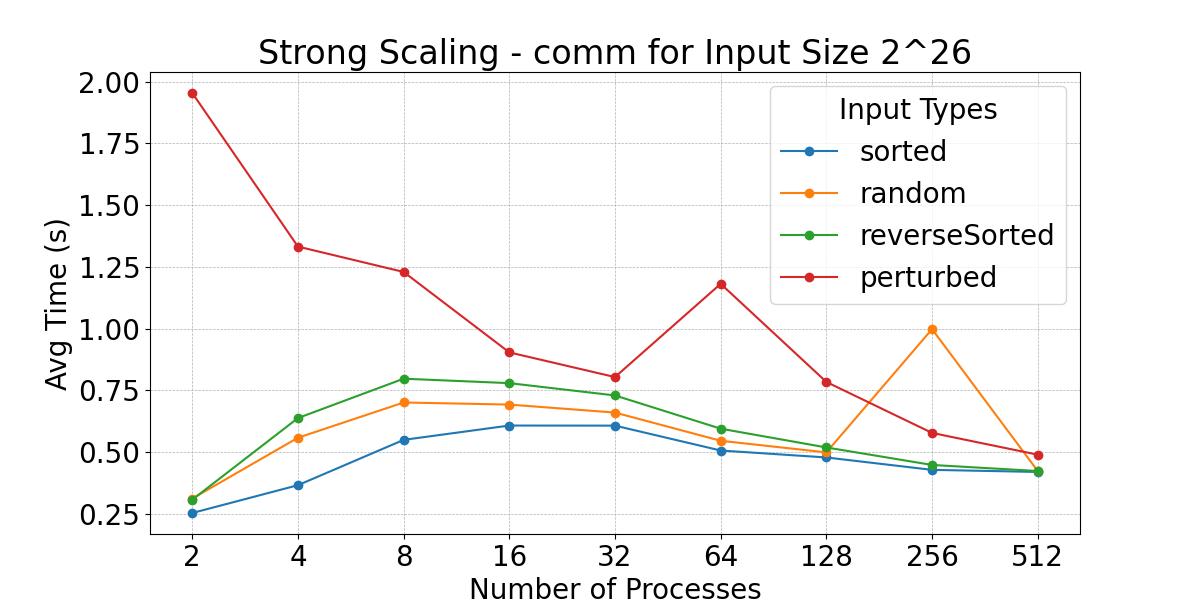 Strong Scaling - comm for Input Size 2^26
Avg Time (s)
2.00
1.75
1.50
1.25
1.00
0.75
0.50
0.25
Input Types
sorted
random
reverseSorted
perturbed
2 4 8 16 32 64 128 256 512
Number of Processes